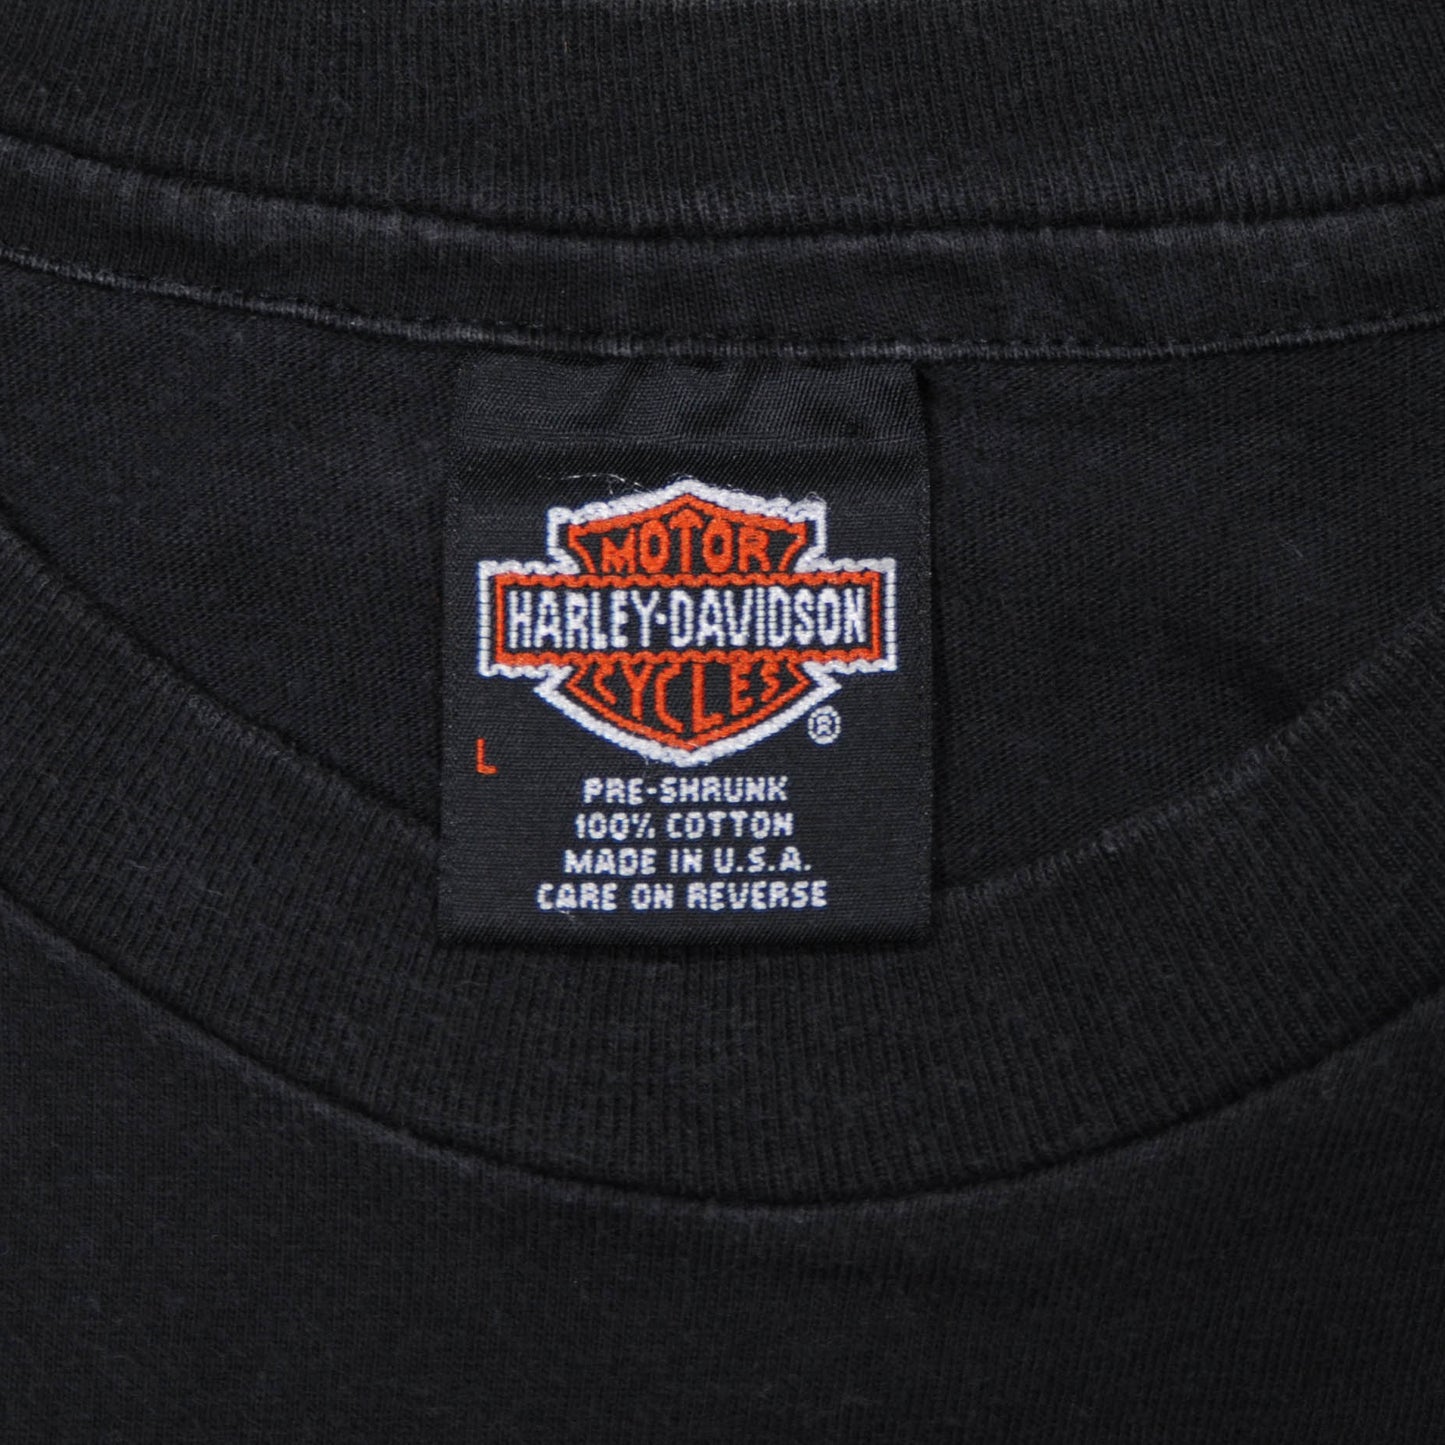 MOTOR
HARLEY-DAVIDSON
CYCLES
®
L
PRE-SHRUNK
100% COTTON
MADE IN U.S.A.
CARE ON REVERSE